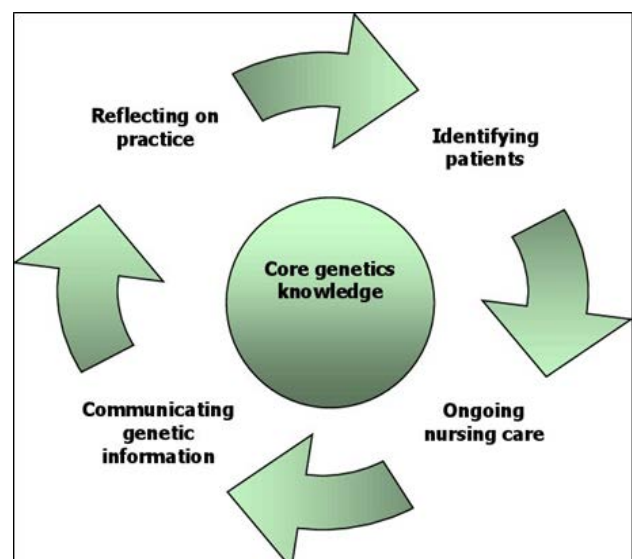 Reflecting on
practice
Identifying
patients
Core genetics
knowledge
Ongoing
nursing care
Communicating
genetic
information